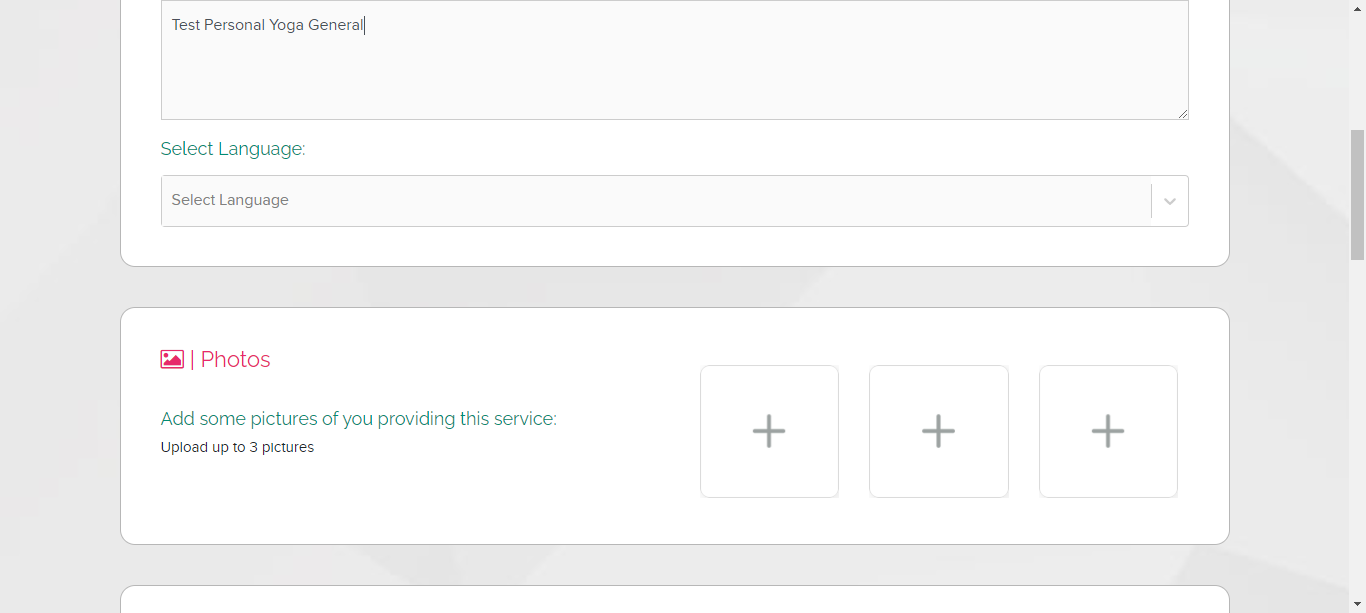 Test Personal Yoga General
Select Language:
Select Language
| Photos
Add some pictures of you providing this service:
Upload up to 3 pictures